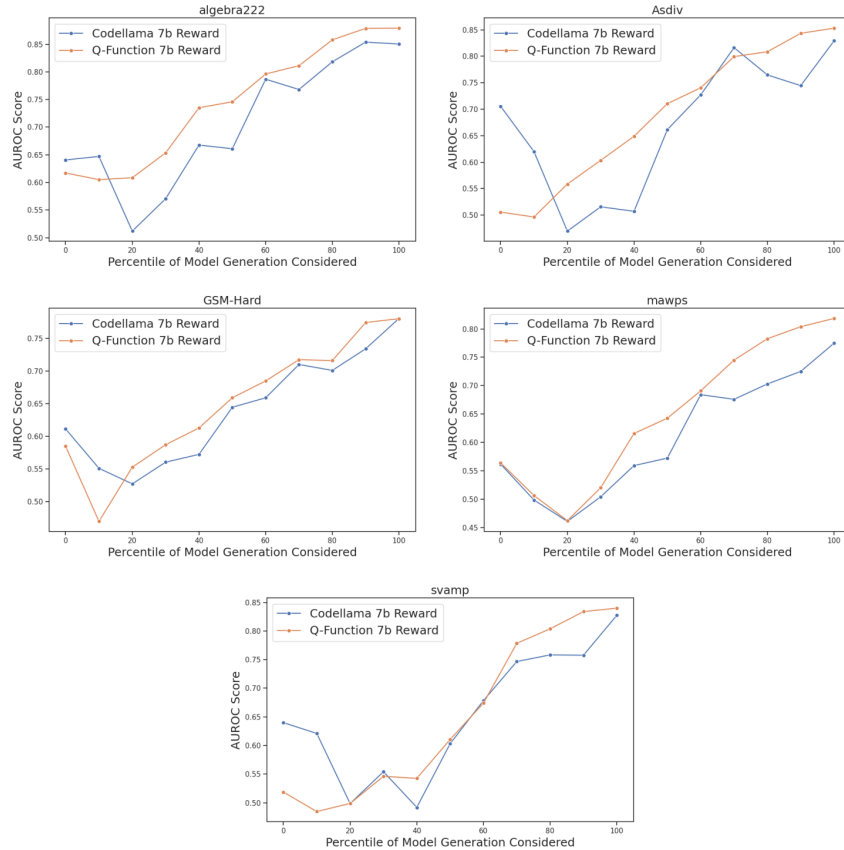 algebra222
Codellama 7b Reward
Q-Function 7b Reward
0.85
0.80
0.75
0.70
0.65
0.60
0.55
0.50
AUROC Score
0 20 40 60 80 100
Percentile of Model Generation Considered
Asdiv
Codellama 7b Reward
Q-Function 7b Reward
0.85
0.80
0.75
0.70
0.65
0.60
0.55
0.50
AUROC Score
0 20 40 60 80 100
Percentile of Model Generation Considered
GSM-Hard
Codellama 7b Reward
Q-Function 7b Reward
0.75
0.70
0.65
0.60
0.55
0.50
AUROC Score
0 20 40 60 80 100
Percentile of Model Generation Considered
mawps
Codellama 7b Reward
Q-Function 7b Reward
0.80
0.75
0.70
0.65
0.60
0.55
0.50
0.45
AUROC Score
0 20 40 60 80 100
Percentile of Model Generation Considered
svamp
Codellama 7b Reward
Q-Function 7b Reward
0.85
0.80
0.75
0.70
0.65
0.60
0.55
0.50
AUROC Score
0 20 40 60 80 100
Percentile of Model Generation Considered